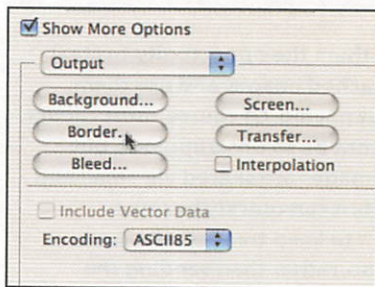 Show More Options
Output
Background... Screen...
Border... Transfer...
Bleed... Interpolation
Include Vector Data
Encoding: ASCII85